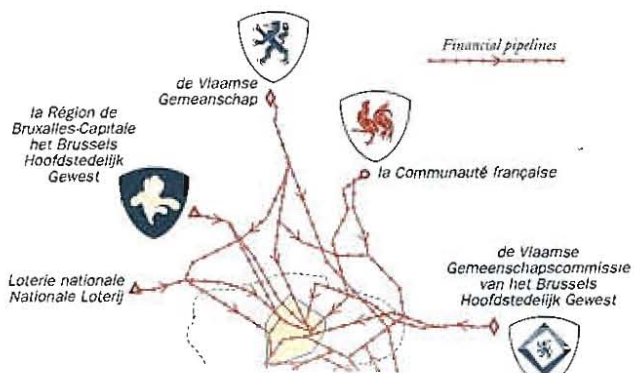 Financial pipelines
de Vlaamse
Gemeanschap
la Région de
Bruxalles-Capitale
het Brussels
Hoofdstedelijk
Gewest
la Communauté française
de Vlaamse
Gemeenschapscommissie
van het Brussels
Hoofdstedelijk Gewest
Loterie nationale
Nationale Loterij